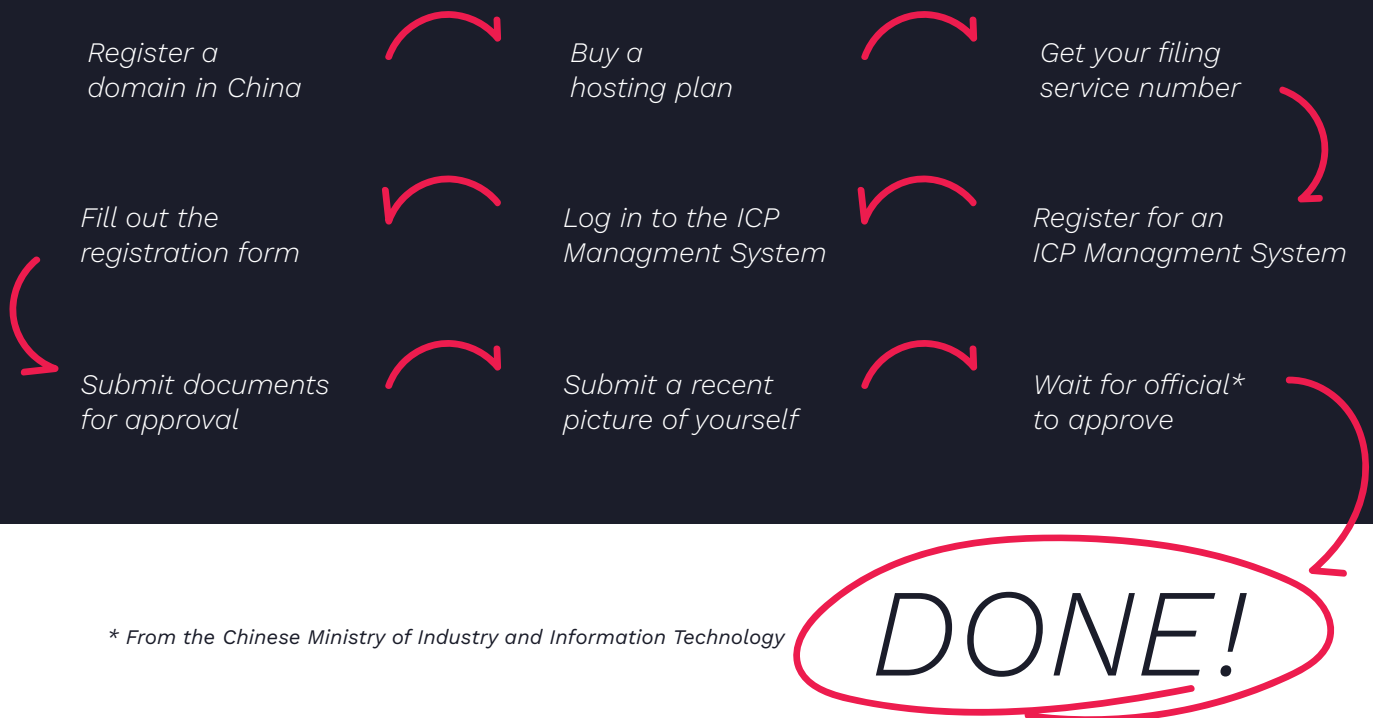 Register a
domain in China
Buy a
hosting plan
Get your filing
service number
Register for an
ICP Managment System
Log in to the ICP
Managment System
Fill out the
registration form
Submit documents
for approval
Submit a recent
picture of yourself
Wait for official*
to approve
DONE!
* From the Chinese Ministry of Industry and Information Technology